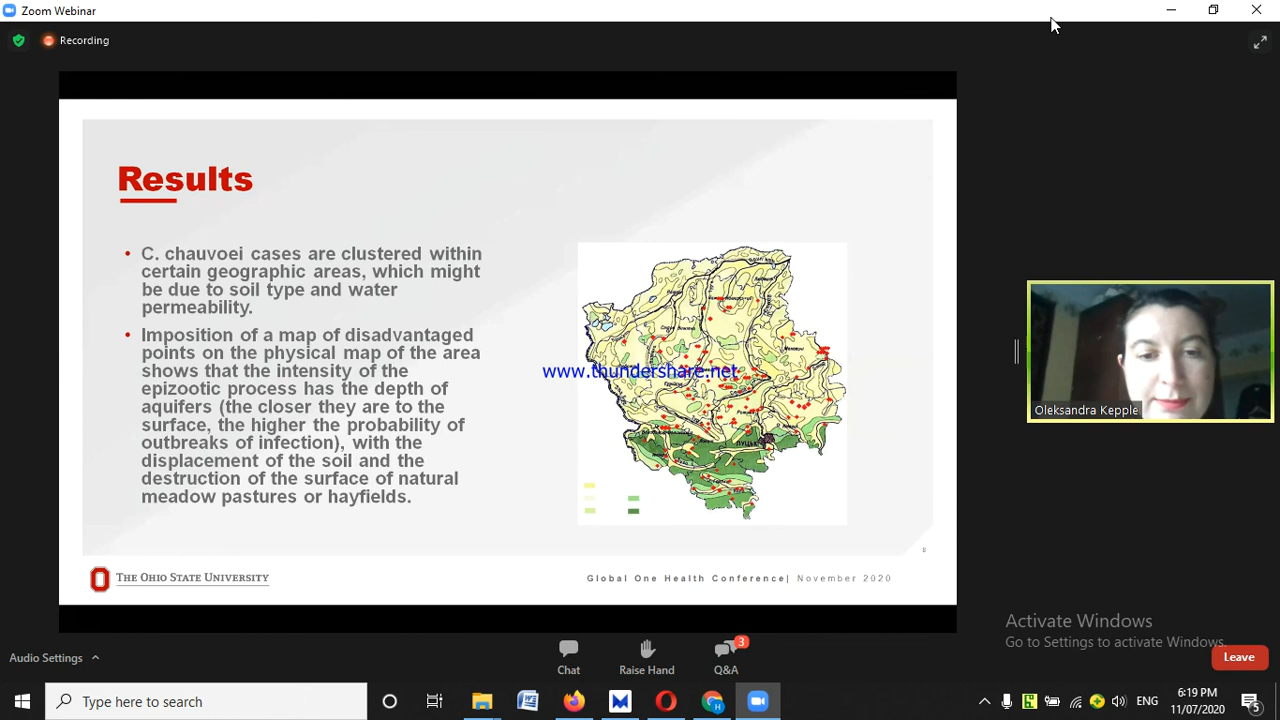 Zoom Webinar
Recording
Results
• C. chauvoei cases are clustered within
certain geographic areas, which might
be due to soil type and water
permeability.
• Imposition of a map of disadvantaged
points on the physical map of the area
shows that the intensity of the
epizootic process has the depth of
aquifers (the closer they are to the
surface, the higher the probability of
outbreaks of infection), with the
displacement of the soil and the
destruction of the surface of natural
meadow pastures or hayfields.
www.thundershare.net
ЛУЦЬК
8
THE OHIO STATE UNIVERSITY
Global One Health Conference| November 2020
Oleksandra Kepple
Activate Windows
Go to Settings to activate Windows.
Audio Settings
Chat
Raise Hand
3
Q&A
Leave
Type here to search
ENG
6:19 PM
11/07/2020
5